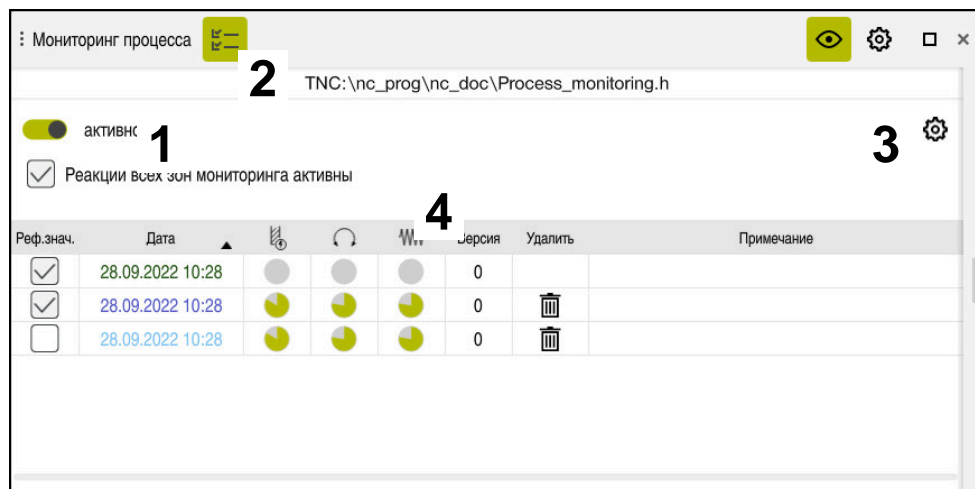 Мониторинг процесса
2
TNC:\nc_prog\nc_doc\Process_monitoring.h
1
3
Реакции всех зон мониторинга активны
4
Реф.знач. Дата Удалить Примечание
28.09.2022 10:28 0
28.09.2022 10:28 0
28.09.2022 10:28 0